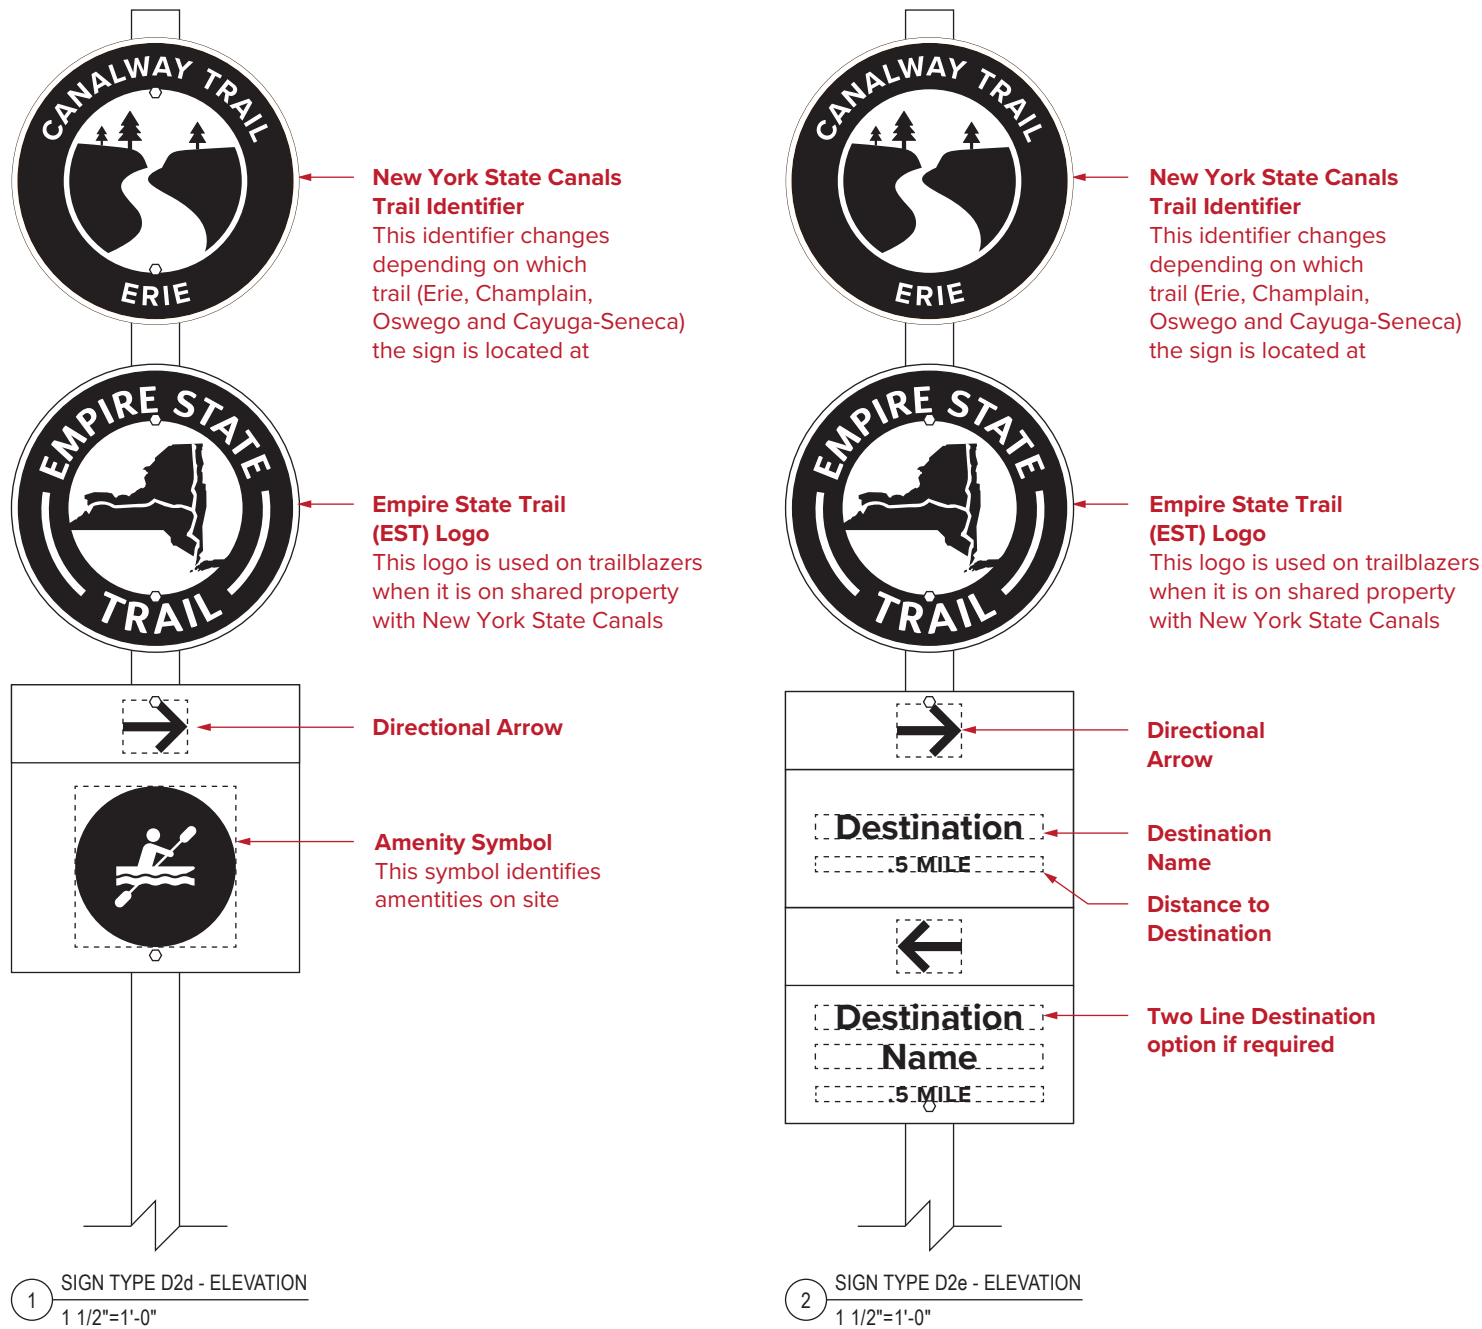 CANALWAY TRAIL
ERIE
New York State Canals
Trail Identifier
This identifier changes
depending on which
trail (Erie, Champlain,
Oswego and Cayuga-Seneca)
the sign is located at
EMPIRE STATE
TRAIL
Empire State Trail
(EST) Logo
This logo is used on trailblazers
when it is on shared property
with New York State Canals
Directional Arrow
Amenity Symbol
This symbol identifies
amentities on site
1
SIGN TYPE D2d - ELEVATION
1 1/2"=1'-0"
CANALWAY TRAIL
ERIE
New York State Canals
Trail Identifier
This identifier changes
depending on which
trail (Erie, Champlain,
Oswego and Cayuga-Seneca)
the sign is located at
EMPIRE STATE
TRAIL
Empire State Trail
(EST) Logo
This logo is used on trailblazers
when it is on shared property
with New York State Canals
Directional
Arrow
Destination
.5 MILE
Destination
Name
Distance to
Destination
Destination
Name
.5 MILE
Two Line Destination
option if required
2
SIGN TYPE D2e - ELEVATION
1 1/2"=1'-0"